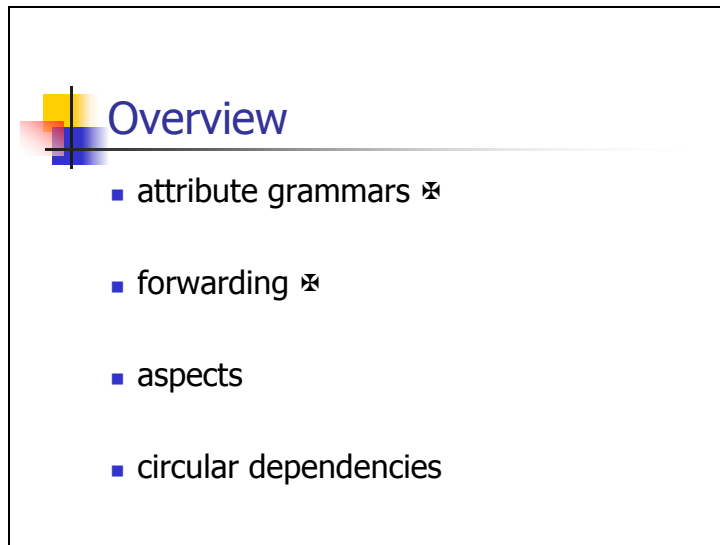 Overview
attribute grammars ✠
forwarding ✠
aspects
circular dependencies